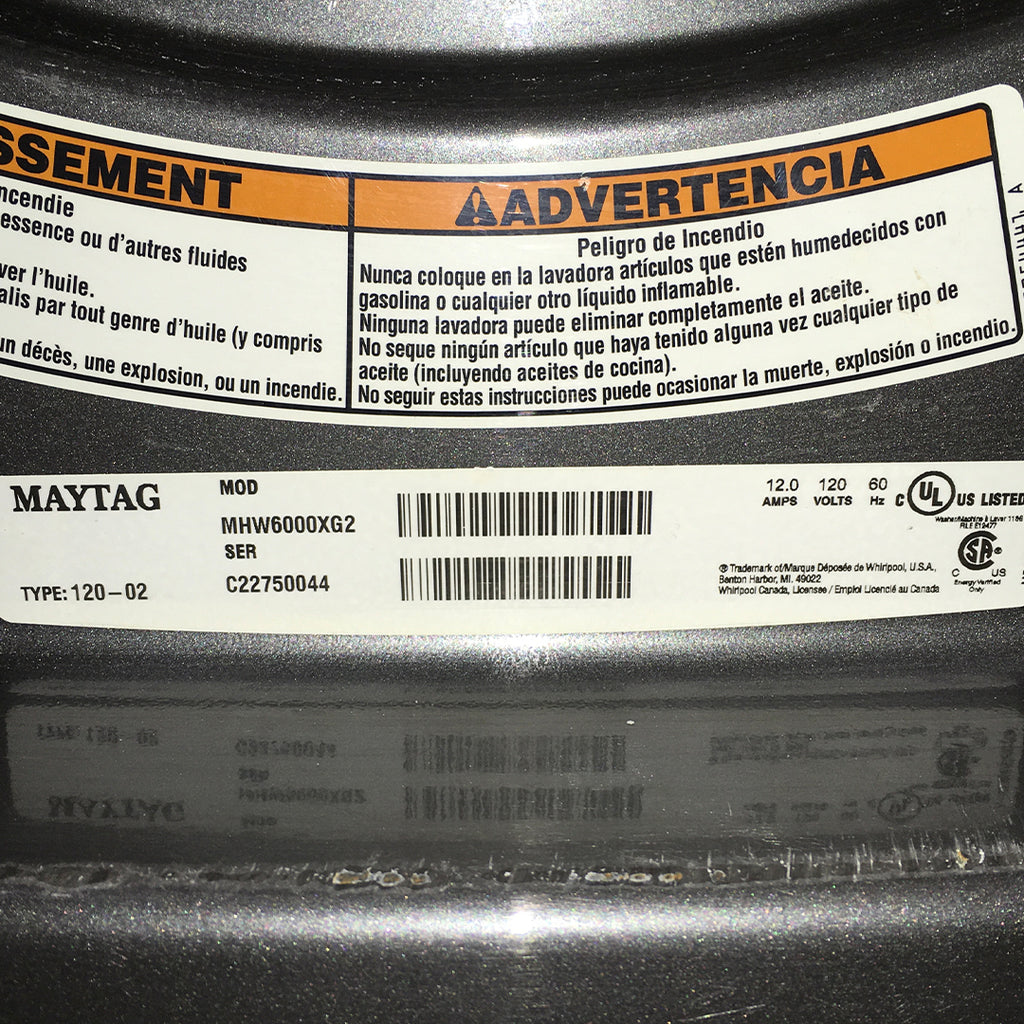 SSEMENT
ncendie
essence ou d'autres fluides
ver l'huile.
alis par tout genre d'huile (y compris
un décès, une explosion, ou un incendie.
ADVERTENCIA
Peligro de Incendio
Nunca coloque en la lavadora artículos que estén humedecidos con
gasolina o cualquier otro líquido inflamable.
Ninguna lavadora puede eliminar completamente el aceite.
No seque ningún artículo que haya tenido alguna vez cualquier tipo de
aceite (incluyendo aceites de cocina).
No seguir estas instrucciones puede ocasionar la muerte, explosión o incendio.
MAYTAG
TYPE: 120-02
MOD
MHW6000XG2
SER
C22750044
12.0 120 60
AMPS VOLTS Hz
C UL US LISTED
® Trademark of/Marque Déposée de Whirlpool, U.S.A.,
Benton Harbor, MI. 49022
Whirlpool Canada, Licensee / Emploi Licencié au Canada
SA ®
C US
Energy Verified
Only